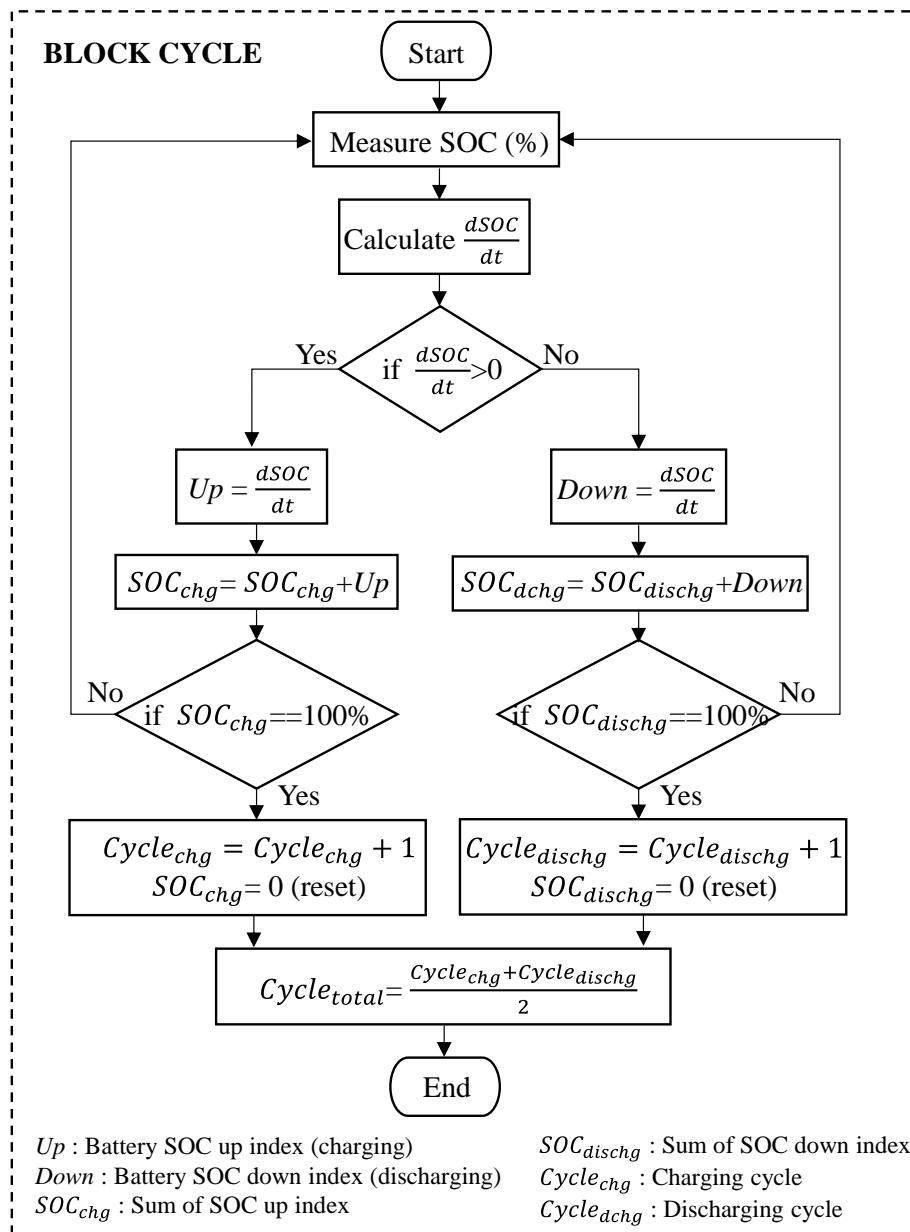 BLOCK CYCLE
Start
Measure SOC (%)
Calculate dSOC/dt
if dSOC/dt>0
Yes
No
Up = dSOC/dt
Down = dSOC/dt
SOC_chg= SOC_chg+Up
SOC_dchg= SOC_dischg+Down
No
if SOC_chg==100%
if SOC_dischg==100%
No
Yes
Yes
Cycle_chg = Cycle_chg + 1
SOC_chg= 0 (reset)
Cycle_dischg = Cycle_dischg + 1
SOC_dischg= 0 (reset)
Cycle_total= Cycle_chg+Cycle_dischg/2
End
Up : Battery SOC up index (charging)
Down : Battery SOC down index (discharging)
SOC_chg : Sum of SOC up index
SOC_dischg : Sum of SOC down index
Cycle_chg : Charging cycle
Cycle_dchg : Discharging cycle